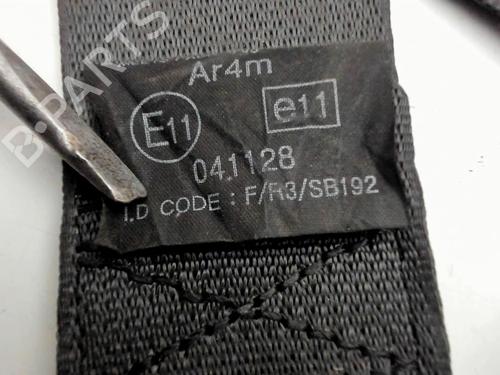 Ar4m
E11 e11
041128
I.D CODE : F/R3/SB192
B-PARTS